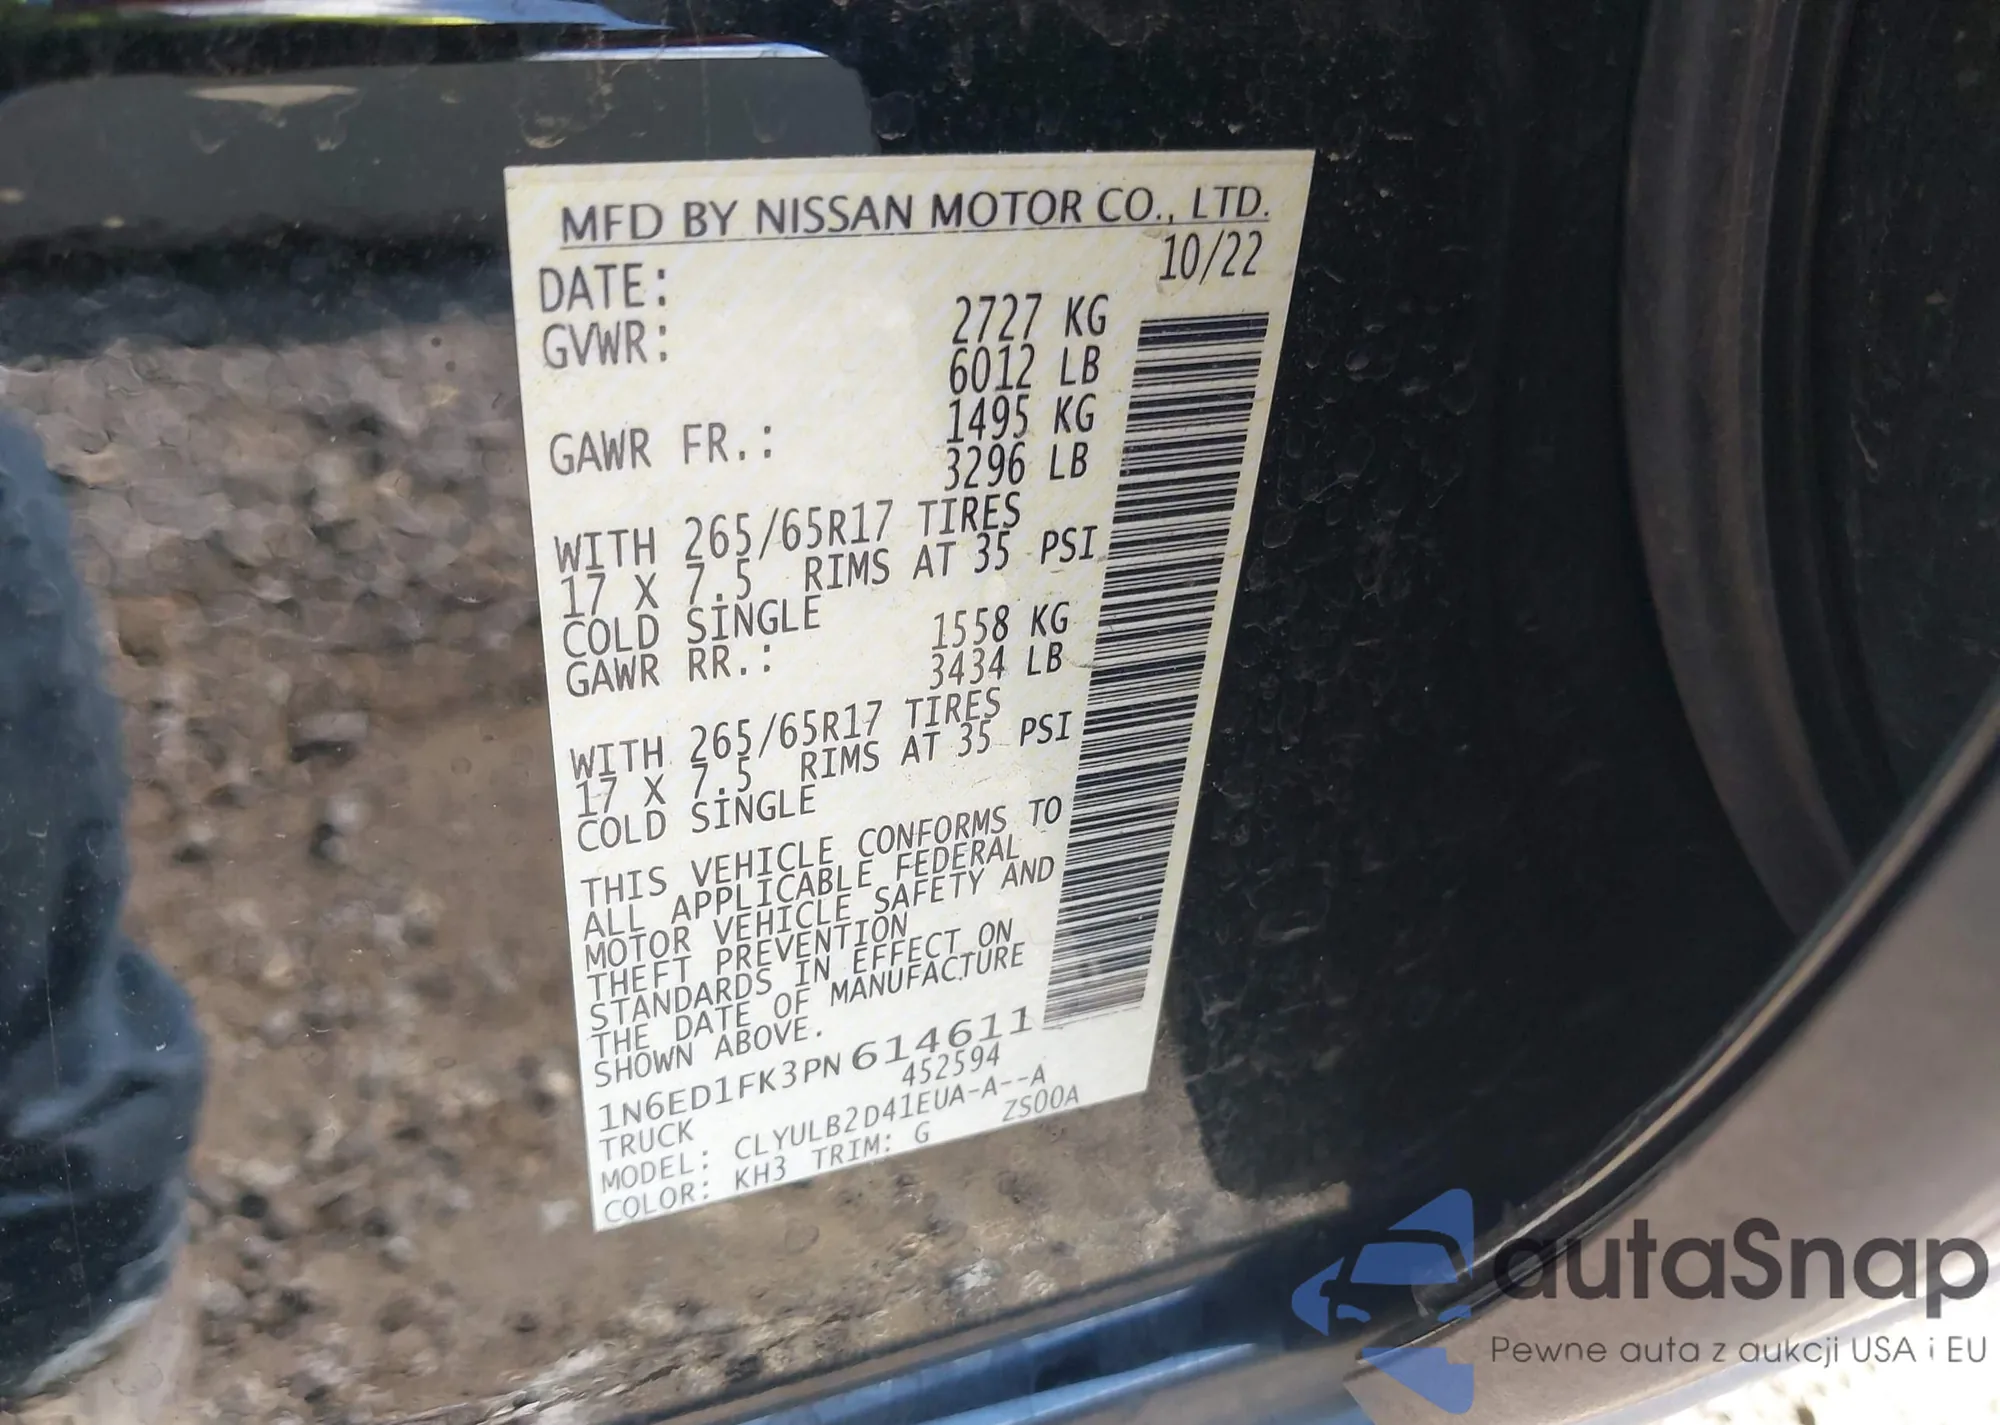 MFD BY NISSAN MOTOR CO., LTD.
DATE: 10/22
GVWR: 2727 KG
6012 LB
GAWR FR.: 1495 KG
3296 LB
WITH 265/65R17 TIRES
17 X 7.5 RIMS AT 35 PSI
COLD SINGLE
GAWR RR.: 1558 KG
3434 LB
WITH 265/65R17 TIRES
17 X 7.5 RIMS AT 35 PSI
COLD SINGLE
THIS VEHICLE CONFORMS TO
ALL APPLICABLE FEDERAL
MOTOR VEHICLE SAFETY AND
THEFT PREVENTION
STANDARDS IN EFFECT ON
THE DATE OF MANUFACTURE
SHOWN ABOVE.
1N6ED1FK3PN614611
TRUCK 452594
MODEL: CLYULB2D41EUA-A--A
COLOR: KH3 TRIM: G ZS00A
autaSnap
Pewne auta z aukcji USA i EU